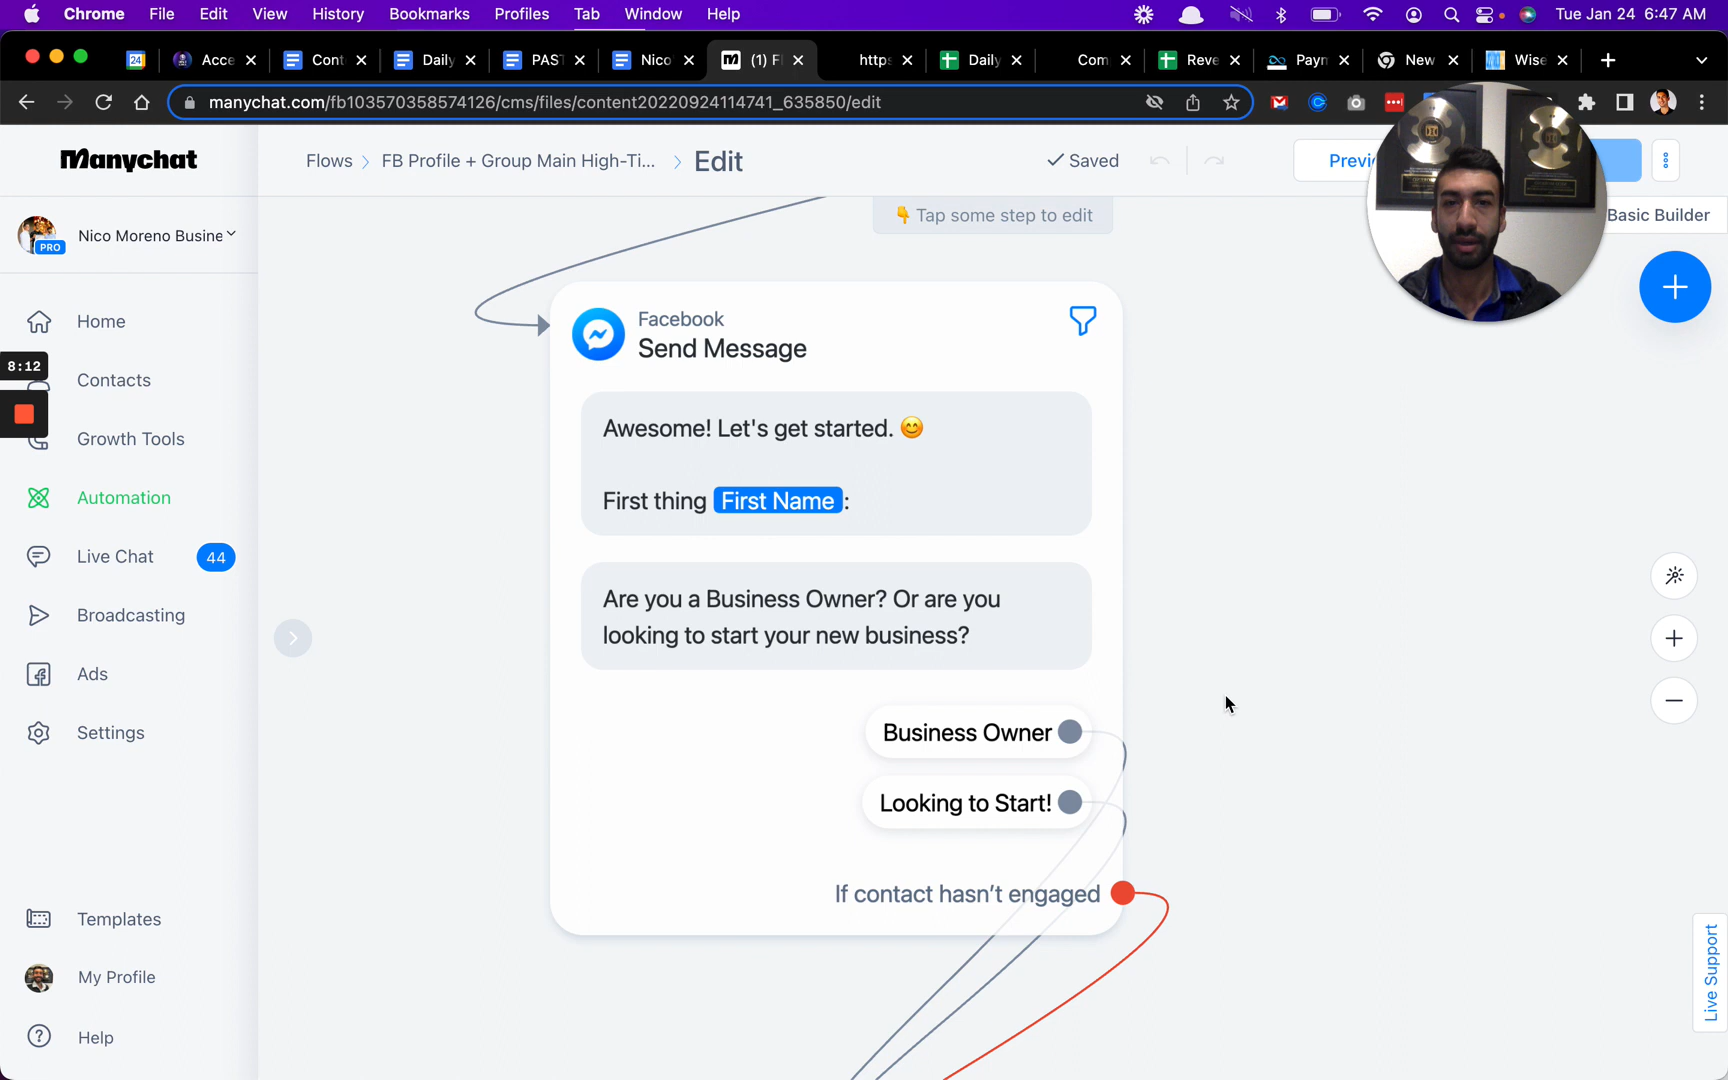 Chrome File Edit View History Bookmarks Profiles Tab Window Help Tue Jan 24 6:47 AM
24 Acce Cont Daily PAST Nico (1) Fl https Daily Com Reve Paym New Wise
manychat.com/fb103570358574126/cms/files/content20220924114741_635850/edit
Manychat
Flows > FB Profile + Group Main High-Ti... > Edit
Saved
Previ
👇 Tap some step to edit
Basic Builder
Nico Moreno Busine
PRO
Home
8:12
Contacts
Growth Tools
Automation
Live Chat 44
Broadcasting
Ads
Settings
Templates
My Profile
Help
Facebook
Send Message
Awesome! Let's get started. 😊
First thing First Name:
Are you a Business Owner? Or are you
looking to start your new business?
Business Owner
Looking to Start!
If contact hasn't engaged
Live Support